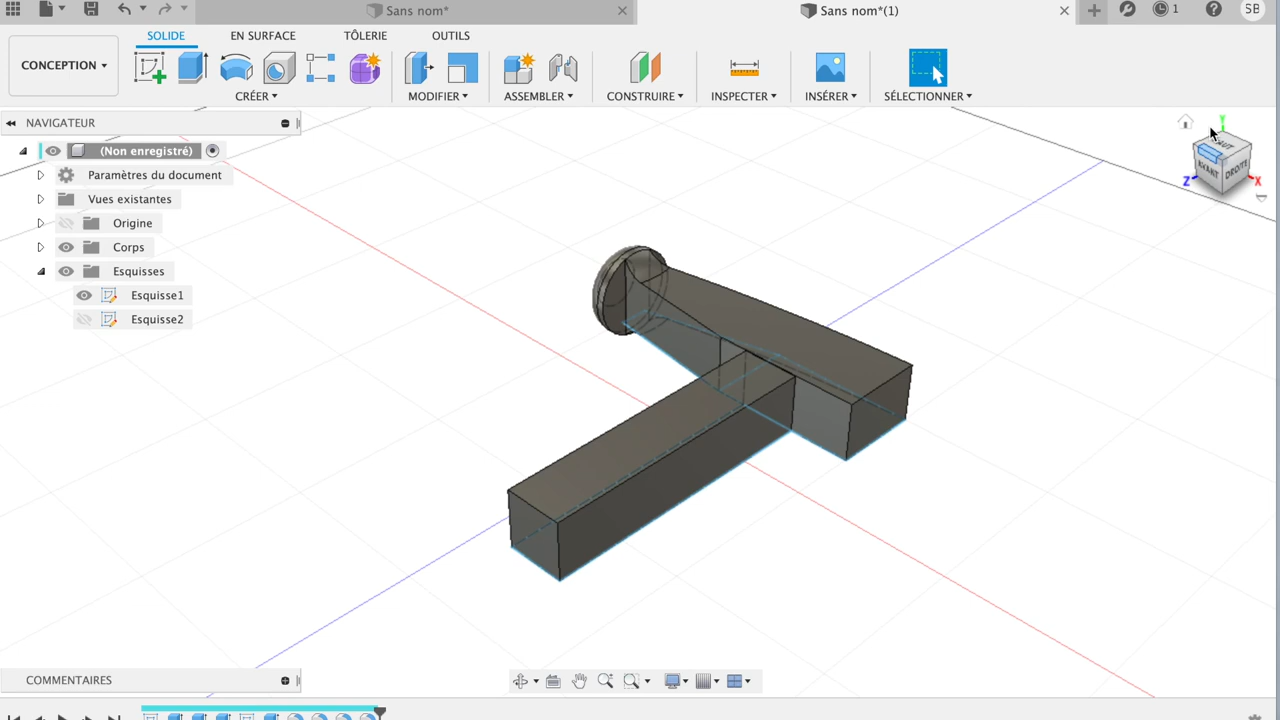 Sans nom*
Sans nom*(1)
1
SB
SOLIDE
EN SURFACE
TÔLERIE
OUTILS
CONCEPTION
CRÉER
MODIFIER
ASSEMBLER
CONSTRUIRE
INSPECTER
INSÉRER
SÉLECTIONNER
NAVIGATEUR
(Non enregistré)
Paramètres du document
Vues existantes
Origine
Corps
Esquisses
Esquisse1
Esquisse2
Y
AVANT
DROITE
Z
X
COMMENTAIRES